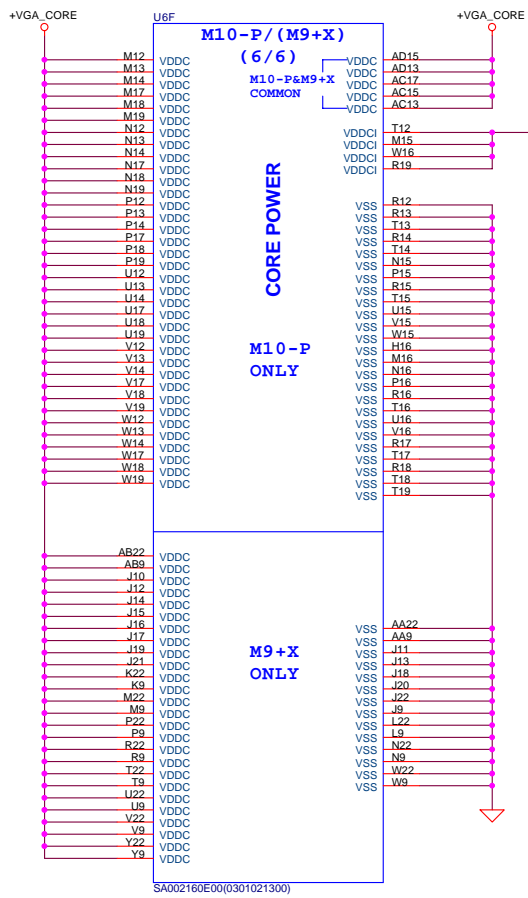 +VGA_CORE
U6F
+VGA_CORE
M10-P/(M9+X)
(6/6)
M10-P&M9+X
COMMON
M12 VDDC
M13 VDDC
M14 VDDC
M17 VDDC
M18 VDDC
M19 VDDC
N12 VDDC
N13 VDDC
N14 VDDC
N17 VDDC
N18 VDDC
N19 VDDC
P12 VDDC
P13 VDDC
P14 VDDC
P17 VDDC
P18 VDDC
P19 VDDC
U12 VDDC
U13 VDDC
U14 VDDC
U17 VDDC
U18 VDDC
U19 VDDC
V12 VDDC
V13 VDDC
V14 VDDC
V17 VDDC
V18 VDDC
V19 VDDC
W12 VDDC
W13 VDDC
W14 VDDC
W17 VDDC
W18 VDDC
W19 VDDC
CORE POWER
M10-P
ONLY
VDDC AD15
VDDC AD13
VDDC AC17
VDDC AC15
VDDC AC13
VDDCI T12
VDDCI M15
VDDCI W16
VDDCI R19
VSS R12
VSS R13
VSS T13
VSS R14
VSS T14
VSS N15
VSS P15
VSS R15
VSS T15
VSS U15
VSS V15
VSS W15
VSS H16
VSS M16
VSS N16
VSS P16
VSS R16
VSS T16
VSS U16
VSS V16
VSS R17
VSS T17
VSS R18
VSS T18
VSS T19
AB22 VDDC
AB9 VDDC
J10 VDDC
J12 VDDC
J14 VDDC
J15 VDDC
J16 VDDC
J17 VDDC
J19 VDDC
J21 VDDC
K22 VDDC
K9 VDDC
M22 VDDC
M9 VDDC
P22 VDDC
P9 VDDC
R22 VDDC
R9 VDDC
T22 VDDC
T9 VDDC
U22 VDDC
U9 VDDC
V22 VDDC
V9 VDDC
Y22 VDDC
Y9 VDDC
M9+X
ONLY
VSS AA22
VSS AA9
VSS J11
VSS J13
VSS J18
VSS J20
VSS J22
VSS J9
VSS L22
VSS L9
VSS N22
VSS N9
VSS W22
VSS W9
SA002160E00(0301021300)